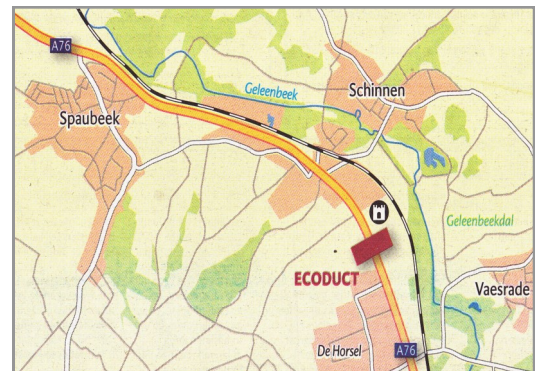 A76
Geleenbeek
Schinnen
Spaubeek
Geleenbeekdal
ECODUCT
Vaesrade
De Horsel
A76